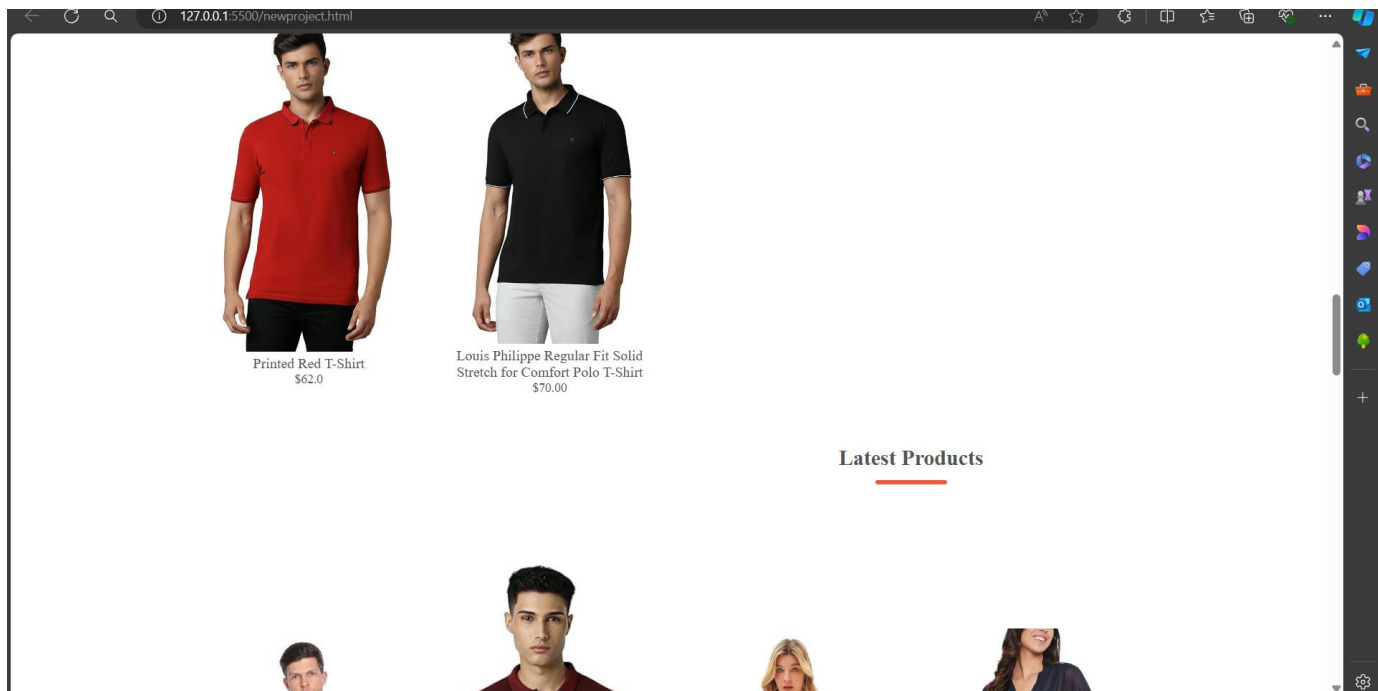 127.0.0.1:5500/newproject.html
Printed Red T-Shirt
$62.0
Louis Philippe Regular Fit Solid
Stretch for Comfort Polo T-Shirt
$70.00
Latest Products